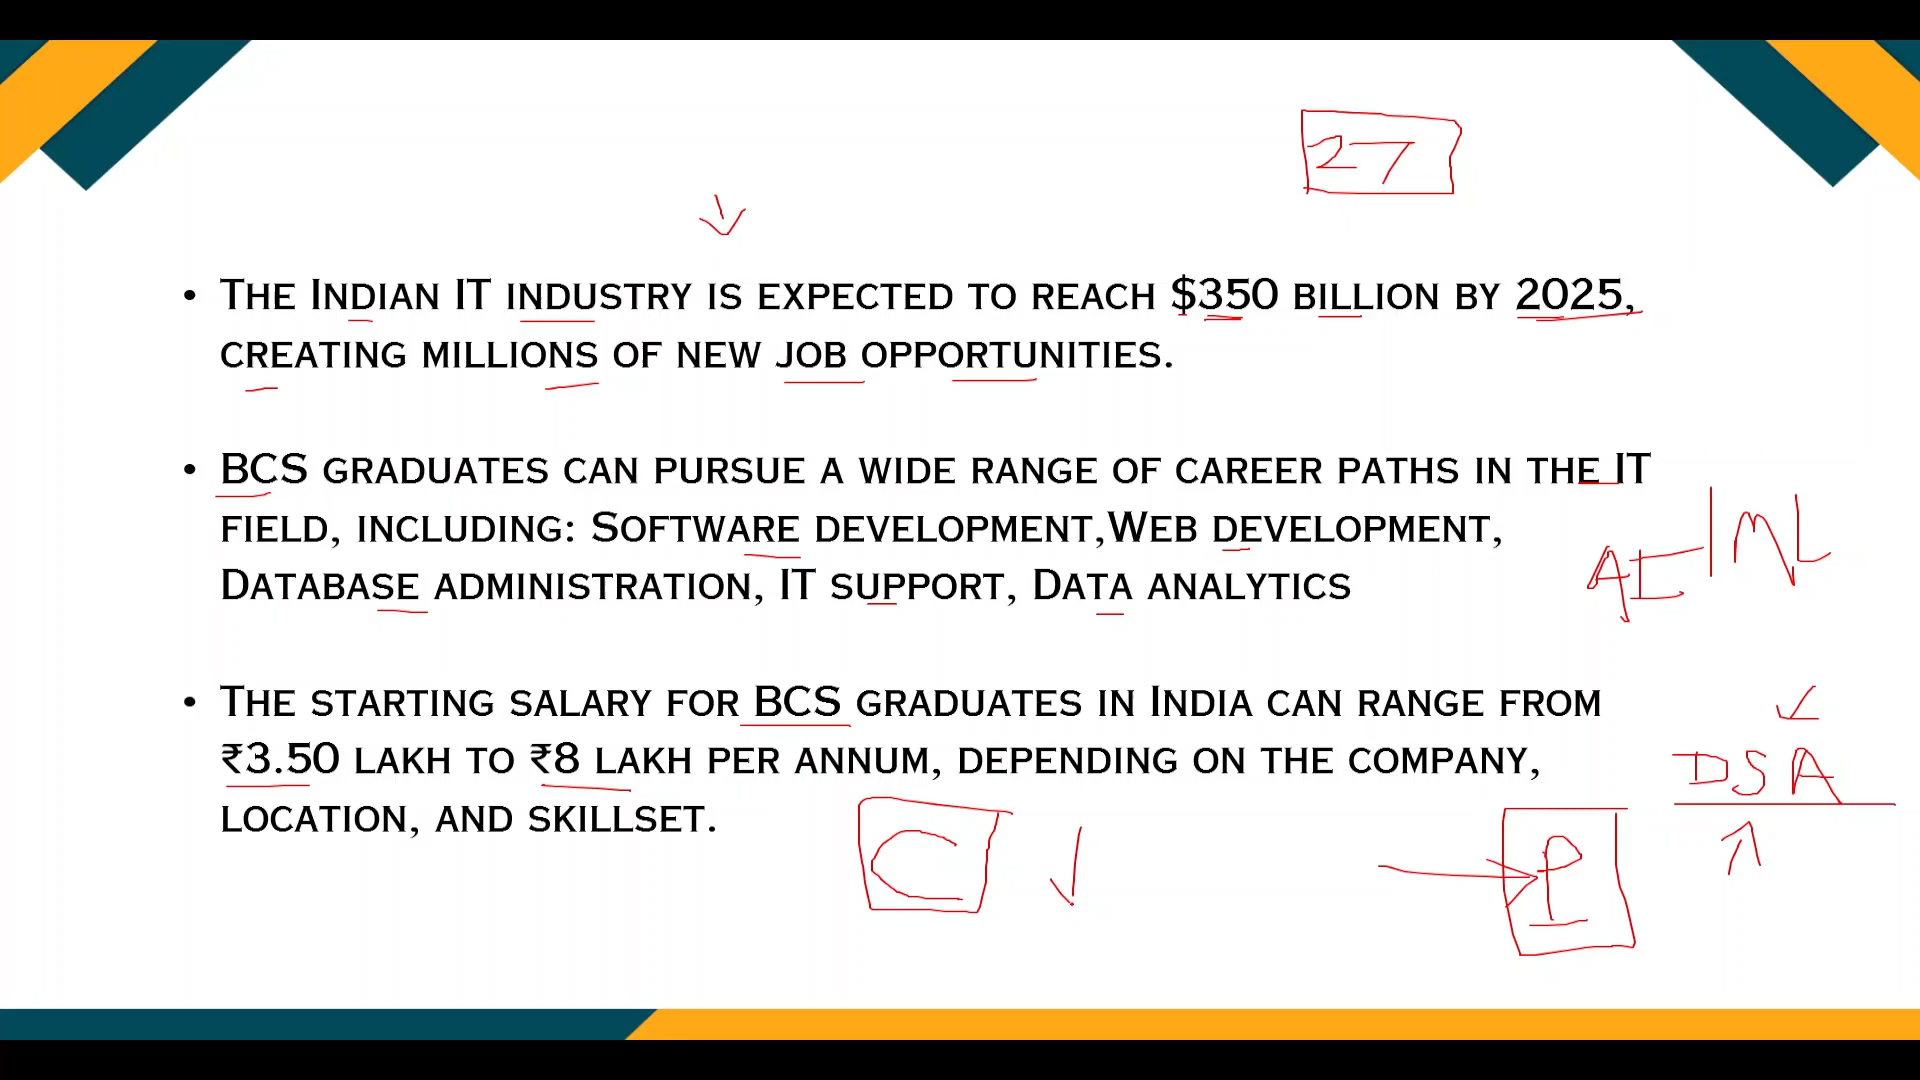 27
• The Indian IT industry is expected to reach $350 billion by 2025,
creating millions of new job opportunities.
• BCS graduates can pursue a wide range of career paths in the IT
field, including: Software development,Web development,
Database administration, IT support, Data analytics
AI/ML
• The starting salary for BCS graduates in India can range from
₹3.50 lakh to ₹8 lakh per annum, depending on the company,
location, and skillset.
DSA
C
P